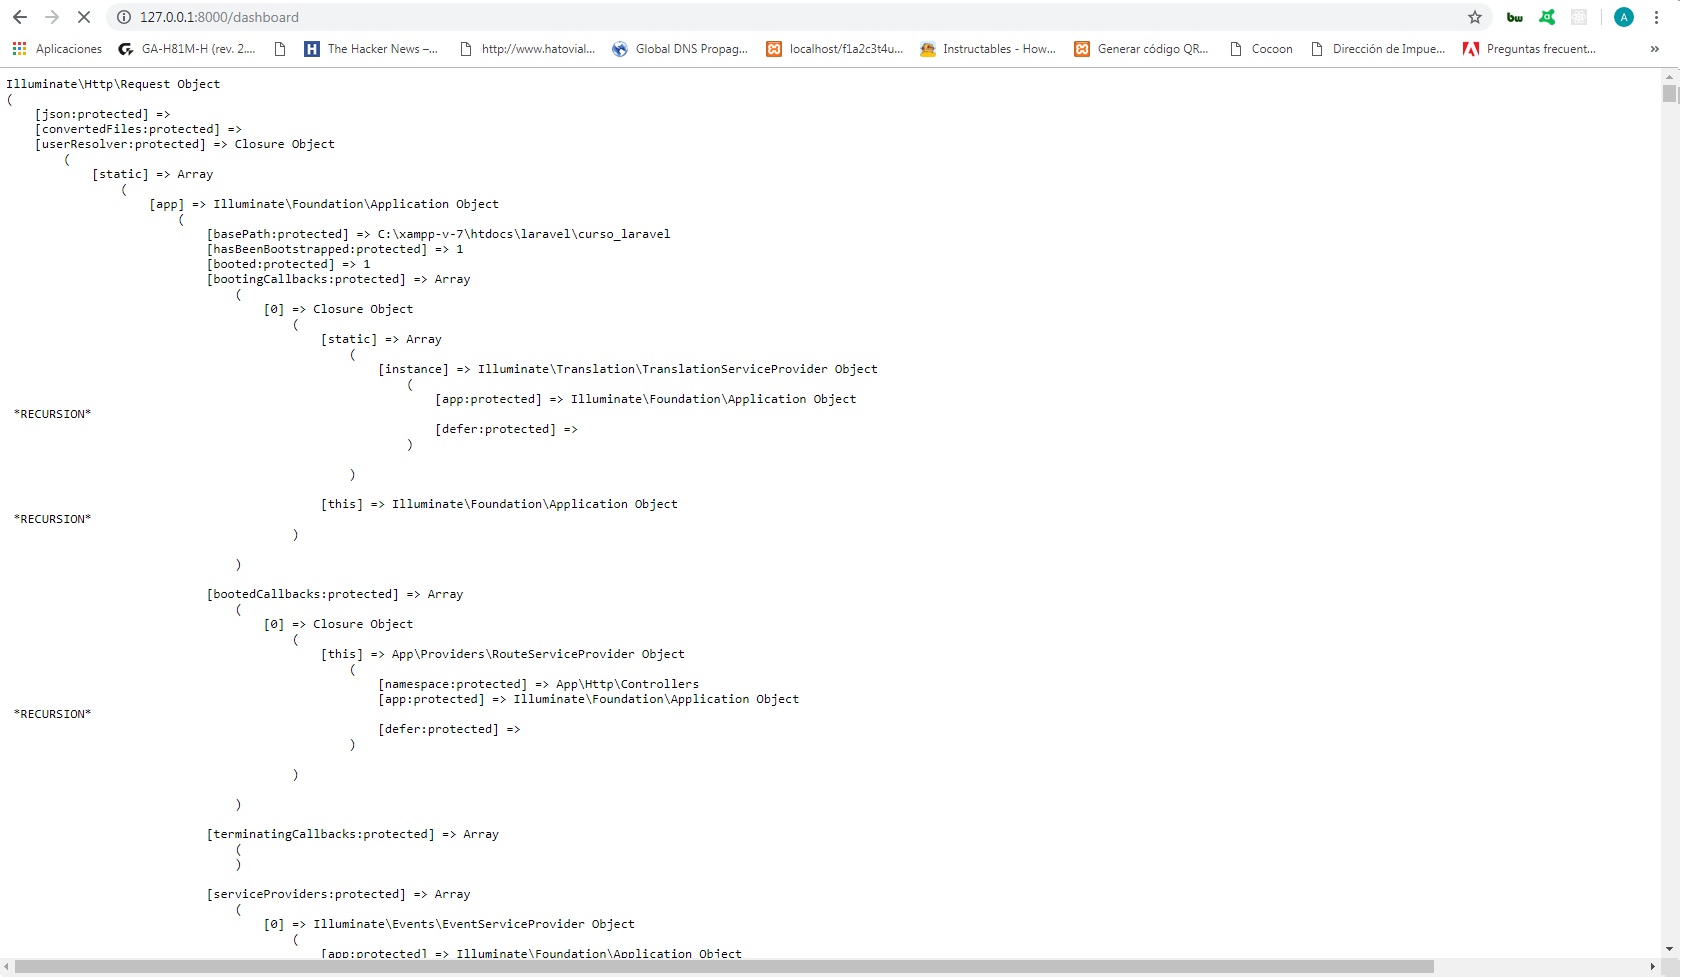 127.0.0.1:8000/dashboard
A
Aplicaciones GA-H81M-H (rev. 2.... H The Hacker News –... http://www.hatovial... Global DNS Propag... localhost/f1a2c3t4u... Instructables - How... Generar código QR... Cocoon Dirección de Impue... Preguntas frecuent... »
Illuminate\Http\Request Object
(
[json:protected] =>
[convertedFiles:protected] =>
[userResolver:protected] => Closure Object
(
[static] => Array
(
[app] => Illuminate\Foundation\Application Object
(
[basePath:protected] => C:\xampp-v-7\htdocs\laravel\curso_laravel
[hasBeenBootstrapped:protected] => 1
[booted:protected] => 1
[bootingCallbacks:protected] => Array
(
[0] => Closure Object
(
[static] => Array
(
[instance] => Illuminate\Translation\TranslationServiceProvider Object
(
[app:protected] => Illuminate\Foundation\Application Object
*RECURSION*
[defer:protected] =>
)
)
[this] => Illuminate\Foundation\Application Object
*RECURSION*
)
)
[bootedCallbacks:protected] => Array
(
[0] => Closure Object
(
[this] => App\Providers\RouteServiceProvider Object
(
[namespace:protected] => App\Http\Controllers
[app:protected] => Illuminate\Foundation\Application Object
*RECURSION*
[defer:protected] =>
)
)
)
[terminatingCallbacks:protected] => Array
(
)
[serviceProviders:protected] => Array
(
[0] => Illuminate\Events\EventServiceProvider Object
(
[app:protected] => Illuminate\Foundation\Application Object